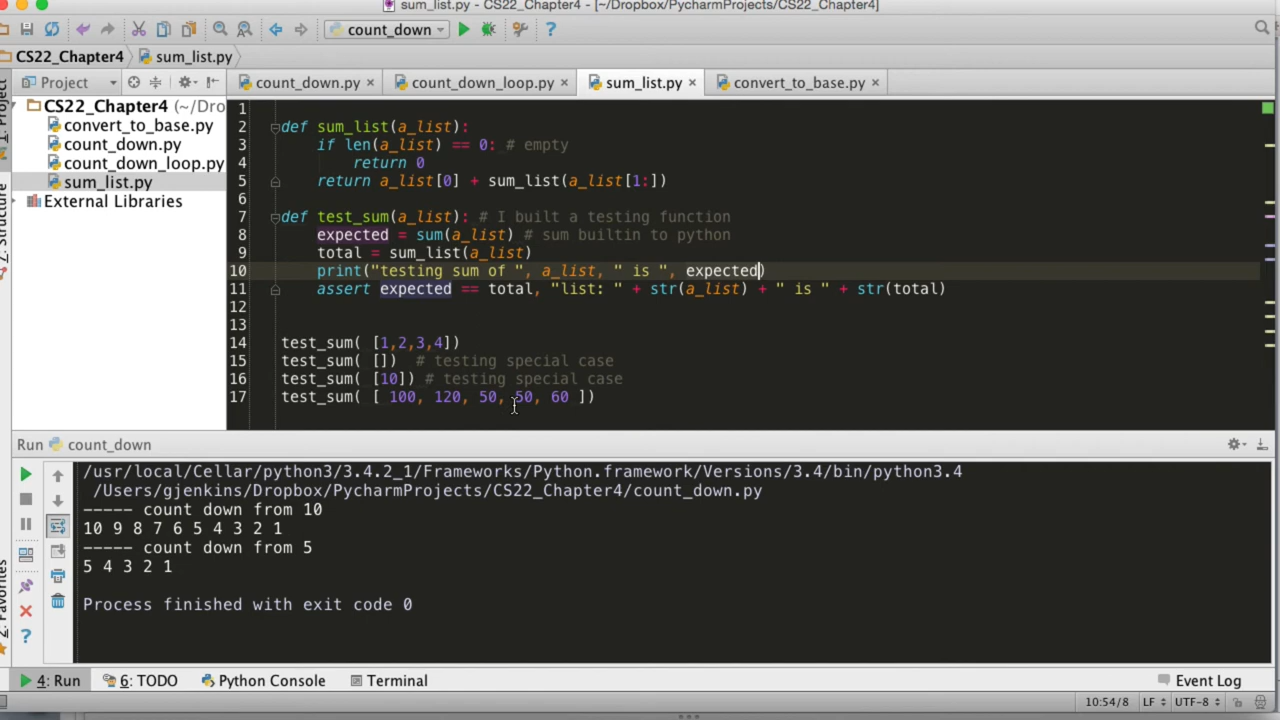 sum_list.py - CS22_Chapter4 - [~/Dropbox/PycharmProjects/CS22_Chapter4]
count_down
CS22_Chapter4 sum_list.py
Project
count_down.py count_down_loop.py sum_list.py convert_to_base.py
1: Project
CS22_Chapter4 (~/Dro
convert_to_base.py
count_down.py
count_down_loop.py
sum_list.py
External Libraries
Z: Structure
1
2 def sum_list(a_list):
3 if len(a_list) == 0: # empty
4 return 0
5 return a_list[0] + sum_list(a_list[1:])
6
7 def test_sum(a_list): # I built a testing function
8 expected = sum(a_list) # sum builtin to python
9 total = sum_list(a_list)
10 print("testing sum of ", a_list, " is ", expected)
11 assert expected == total, "list: " + str(a_list) + " is " + str(total)
12
13
14 test_sum( [1,2,3,4])
15 test_sum( []) # testing special case
16 test_sum( [10]) # testing special case
17 test_sum( [ 100, 120, 50, 50, 60 ])
Run count_down
/usr/local/Cellar/python3/3.4.2_1/Frameworks/Python.framework/Versions/3.4/bin/python3.4
/Users/gjenkins/Dropbox/PycharmProjects/CS22_Chapter4/count_down.py
----- count down from 10
10 9 8 7 6 5 4 3 2 1
----- count down from 5
5 4 3 2 1
Process finished with exit code 0
2: Favorites
4: Run 6: TODO Python Console Terminal Event Log
10:54/8 LF UTF-8